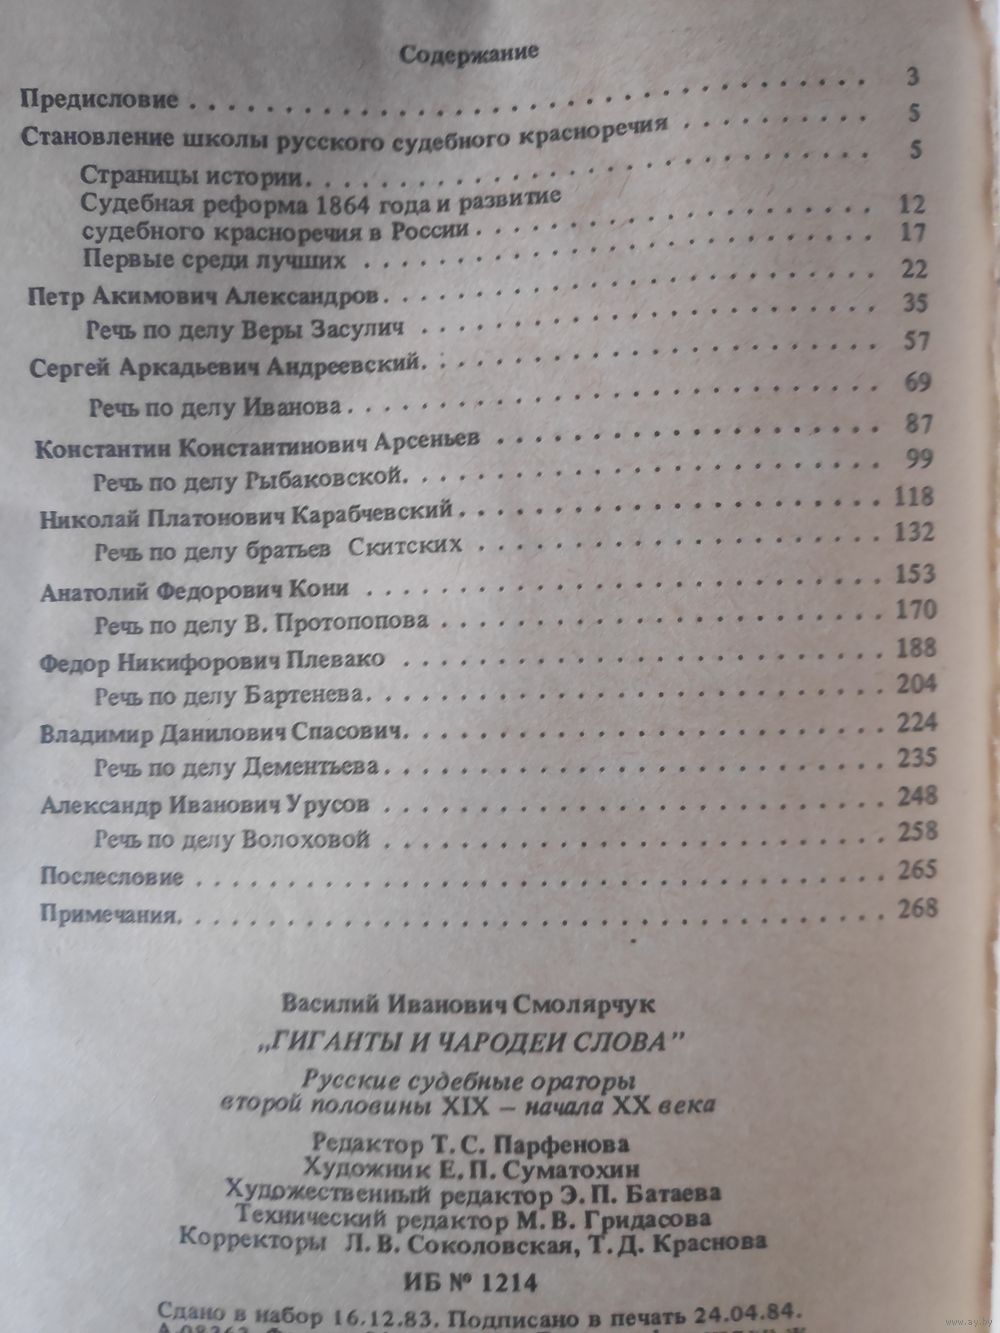 Содержание
Предисловие . . . . . . . . . . . . . . . . . . . . . . 3
Становление школы русского судебного красноречия . . . . . . . . . 5
Страницы истории. . . . . . . . . . . . . . . . . . . 5
Судебная реформа 1864 года и развитие
судебного красноречия в России . . . . . . . . . . . . . 12
Первые среди лучших . . . . . . . . . . . . . . . . . 17
Петр Акимович Александров. . . . . . . . . . . . . . . . 22
Речь по делу Веры Засулич . . . . . . . . . . . . . . . 35
Сергей Аркадьевич Андреевский. . . . . . . . . . . . . . . 57
Речь по делу Иванова . . . . . . . . . . . . . . . . . 69
Константин Константинович Арсеньев . . . . . . . . . . . . . 87
Речь по делу Рыбаковской. . . . . . . . . . . . . . . . 99
Николай Платонович Карабчевский . . . . . . . . . . . . . . 118
Речь по делу братьев Скитских . . . . . . . . . . . . . . 132
Анатолий Федорович Кони . . . . . . . . . . . . . . . . . 153
Речь по делу В. Протопопова . . . . . . . . . . . . . . . 170
Федор Никифорович Плевако . . . . . . . . . . . . . . . . 188
Речь по делу Бартенева. . . . . . . . . . . . . . . . . 204
Владимир Данилович Спасович. . . . . . . . . . . . . . . . 224
Речь по делу Дементьева . . . . . . . . . . . . . . . . 235
Александр Иванович Урусов . . . . . . . . . . . . . . . . 248
Речь по делу Волоховой . . . . . . . . . . . . . . . . 258
Послесловие . . . . . . . . . . . . . . . . . . . . . . 265
Примечания. . . . . . . . . . . . . . . . . . . . . . . 268
Василий Иванович Смолярчук
„ГИГАНТЫ И ЧАРОДЕИ СЛОВА”
Русские судебные ораторы
второй половины XIX – начала XX века
Редактор Т. С. Парфенова
Художник Е. П. Суматохин
Художественный редактор Э. П. Батаева
Технический редактор М. В. Гридасова
Корректоры Л. В. Соколовская, Т. Д. Краснова
ИБ № 1214
Сдано в набор 16.12.83. Подписано в печать 24.04.84.
www.ay.by